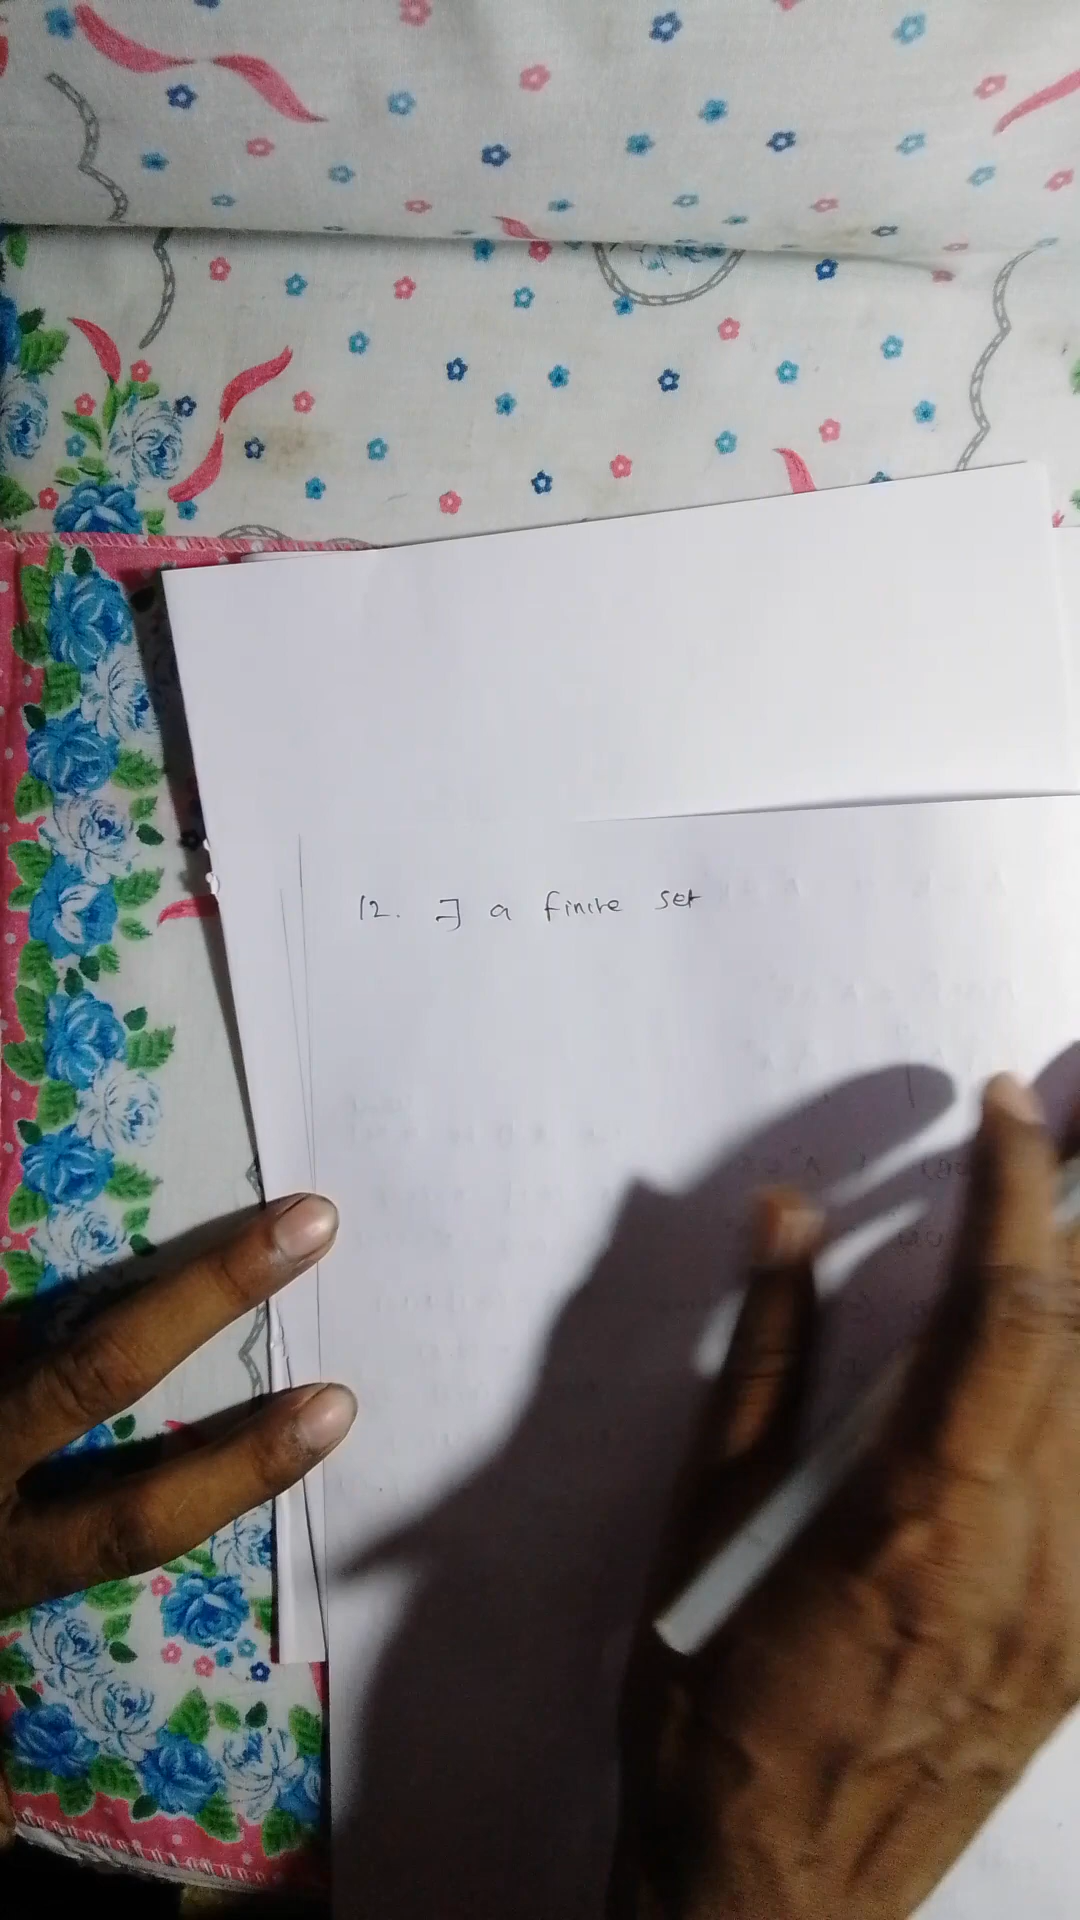 12. ∃ a finite set